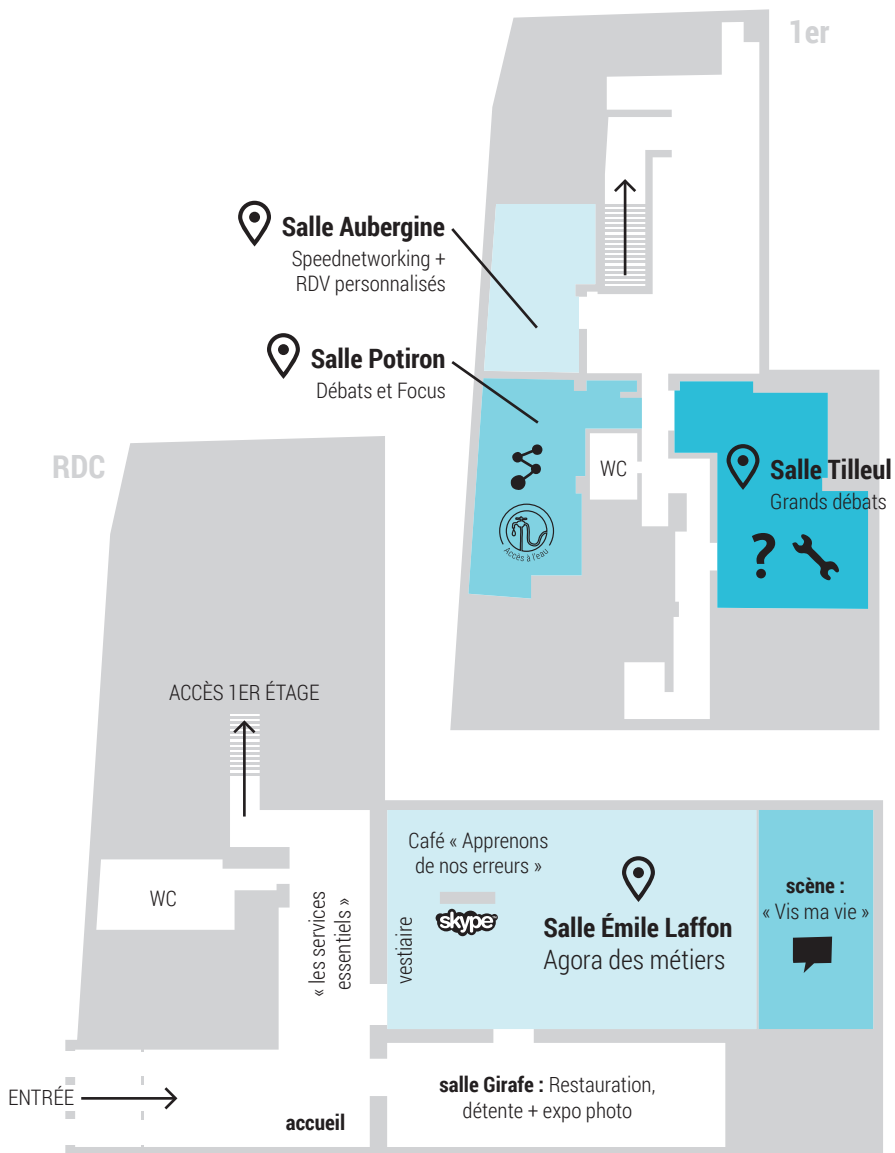 1er
Salle Aubergine
Speednetworking +
RDV personnalisés
Salle Potiron
Débats et Focus
WC
Accès à l'eau
Salle Tilleul
Grands débats
?
RDC
ACCÈS 1ER ÉTAGE
WC
« les services
essentiels »
vestiaire
Café « Apprenons
de nos erreurs »
skype
Salle Émile Laffon
Agora des métiers
scène :
« Vis ma vie »
ENTRÉE
accueil
salle Girafe : Restauration,
détente + expo photo